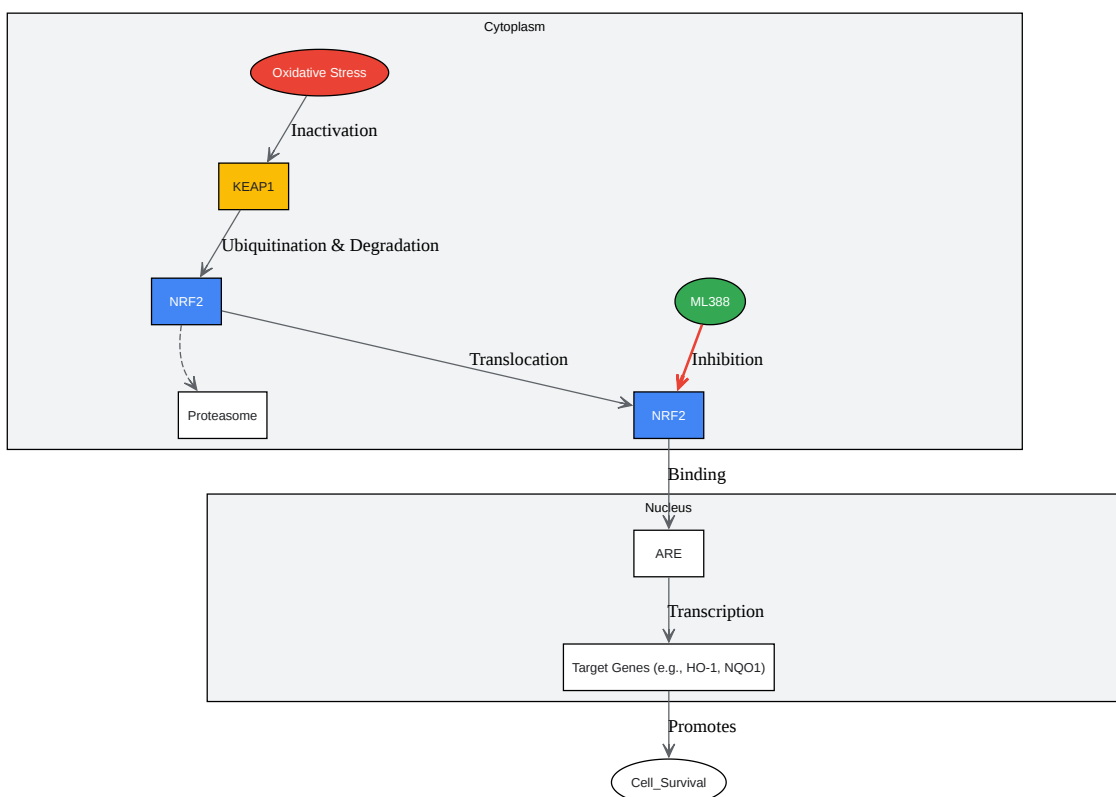 Cytoplasm
Oxidative Stress
Inactivation
KEAP1
Ubiquitination & Degradation
NRF2
ML388
Translocation
Inhibition
Proteasome
NRF2
Binding
Nucleus
ARE
Transcription
Target Genes (e.g., HO-1, NQO1)
Promotes
Cell_Survival